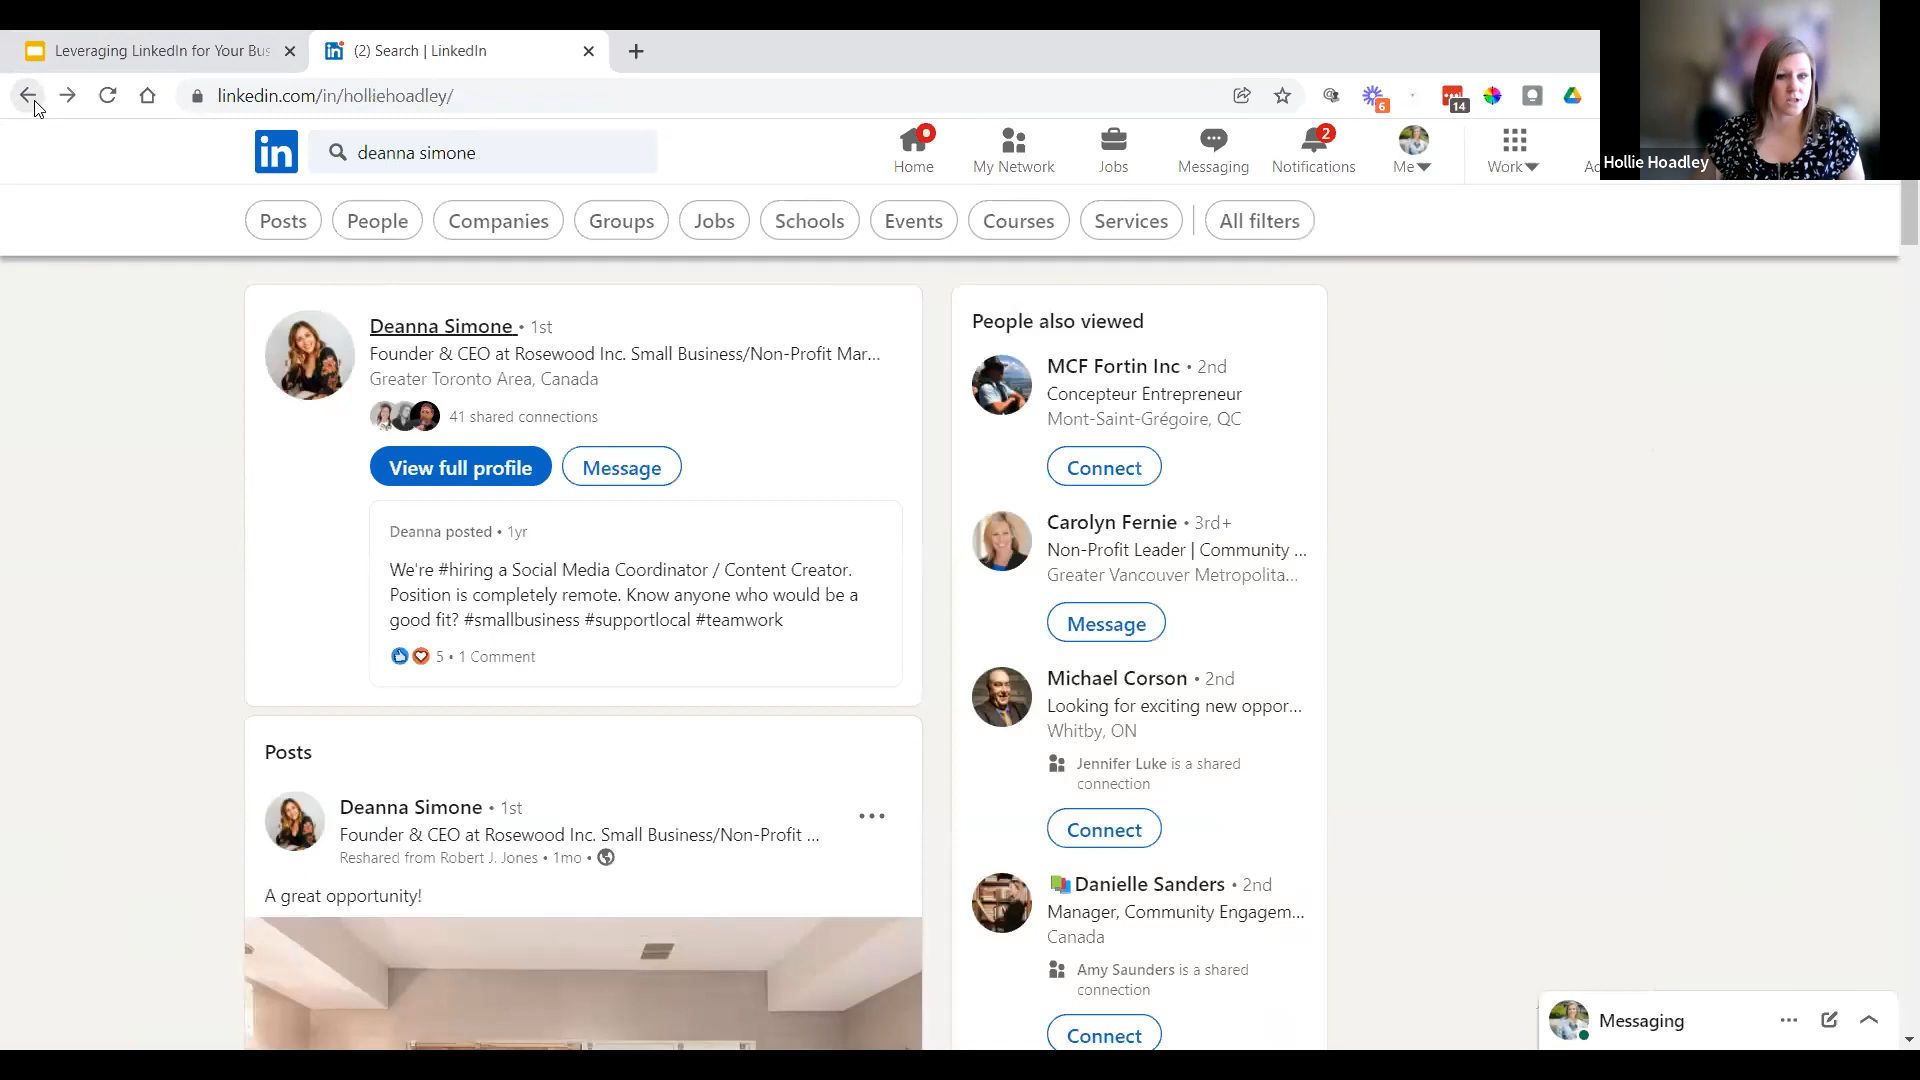 Leveraging LinkedIn for Your Bus
(2) Search | LinkedIn
linkedin.com/in/holliehoadley/
6
14
Hollie Hoadley
in
deanna simone
Home
My Network
Jobs
Messaging
2
Notifications
Me
Work
Posts
People
Companies
Groups
Jobs
Schools
Events
Courses
Services
All filters
Deanna Simone • 1st
Founder & CEO at Rosewood Inc. Small Business/Non-Profit Mar...
Greater Toronto Area, Canada
41 shared connections
View full profile
Message
Deanna posted • 1yr
We're #hiring a Social Media Coordinator / Content Creator.
Position is completely remote. Know anyone who would be a
good fit? #smallbusiness #supportlocal #teamwork
5 • 1 Comment
Posts
Deanna Simone • 1st
Founder & CEO at Rosewood Inc. Small Business/Non-Profit ...
Reshared from Robert J. Jones • 1mo •
A great opportunity!
People also viewed
MCF Fortin Inc • 2nd
Concepteur Entrepreneur
Mont-Saint-Grégoire, QC
Connect
Carolyn Fernie • 3rd+
Non-Profit Leader | Community ...
Greater Vancouver Metropolita...
Message
Michael Corson • 2nd
Looking for exciting new oppor...
Whitby, ON
Jennifer Luke is a shared
connection
Connect
Danielle Sanders • 2nd
Manager, Community Engagem...
Canada
Amy Saunders is a shared
connection
Connect
Messaging